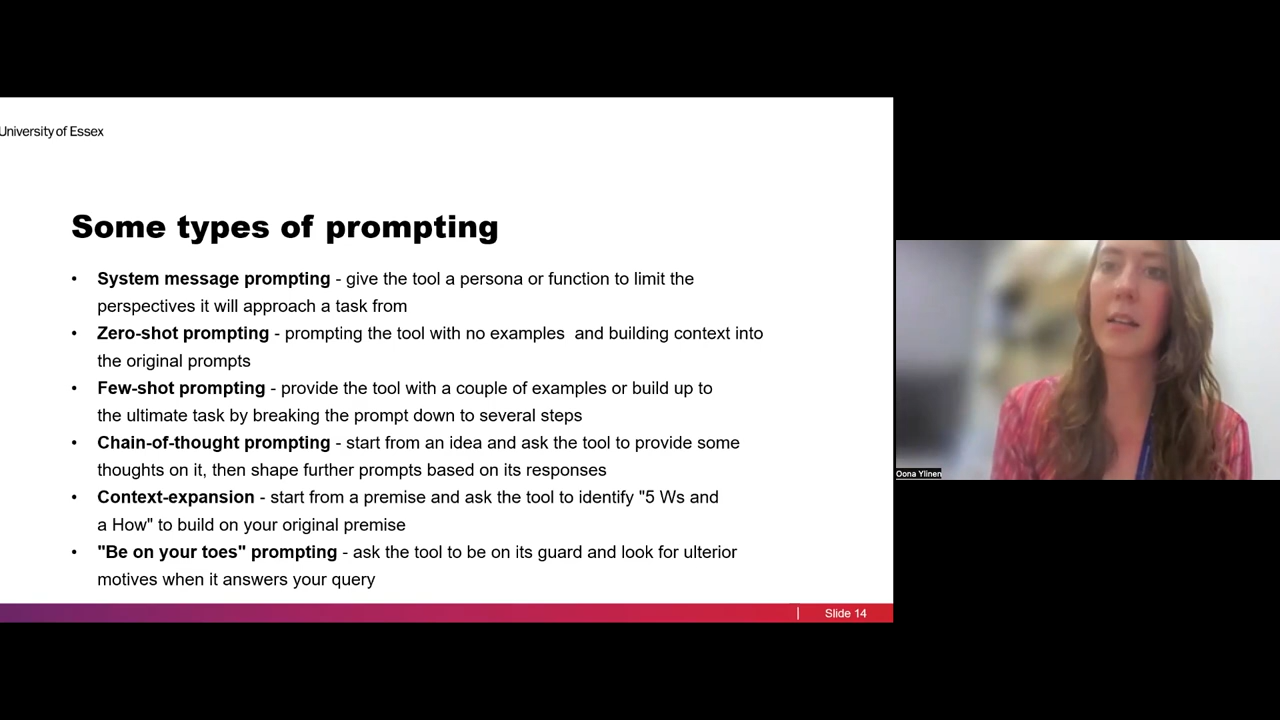 University of Essex
Some types of prompting
• System message prompting - give the tool a persona or function to limit the
perspectives it will approach a task from
• Zero-shot prompting - prompting the tool with no examples  and building context into
the original prompts
• Few-shot prompting - provide the tool with a couple of examples or build up to
the ultimate task by breaking the prompt down to several steps
• Chain-of-thought prompting - start from an idea and ask the tool to provide some
thoughts on it, then shape further prompts based on its responses
• Context-expansion - start from a premise and ask the tool to identify "5 Ws and
a How" to build on your original premise
• "Be on your toes" prompting - ask the tool to be on its guard and look for ulterior
motives when it answers your query
Slide 14
Oona Ylinen